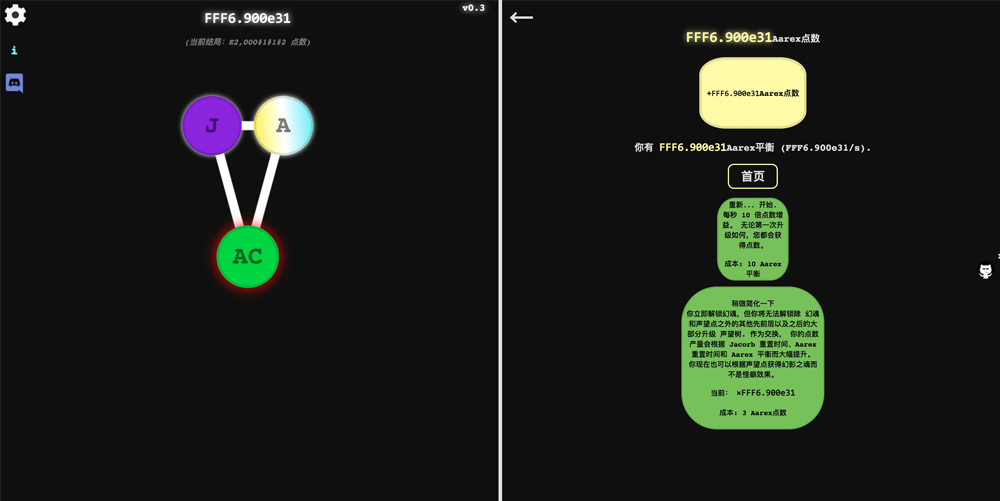 v0.3
FFF6.900e31
(当前结局: E2,000#1#1#2 点数)
i
J
A
AC
FFF6.900e31Aarex点数
+FFF6.900e31Aarex点数
你有 FFF6.900e31Aarex平衡 (FFF6.900e31/s).
首页
重新... 开始.
每秒 10 倍点数增
益。 无论第一次升
级如何，您都会获
得点数。
成本: 10 Aarex
平衡
稍微简化一下
你立即解锁幻魂，但你将无法解锁除 幻魂
和声望点之外的其他先前层以及之后的大
部分升级 声望树. 作为交换， 你的点数
产量会根据 Jacorb 重置时间、Aarex
重置时间和 Aarex 平衡而大幅提升。
你现在也可以根据声望点获得幻影之魂而
不是怪癖效果。
当前: ×FFF6.900e31
成本: 3 Aarex点数